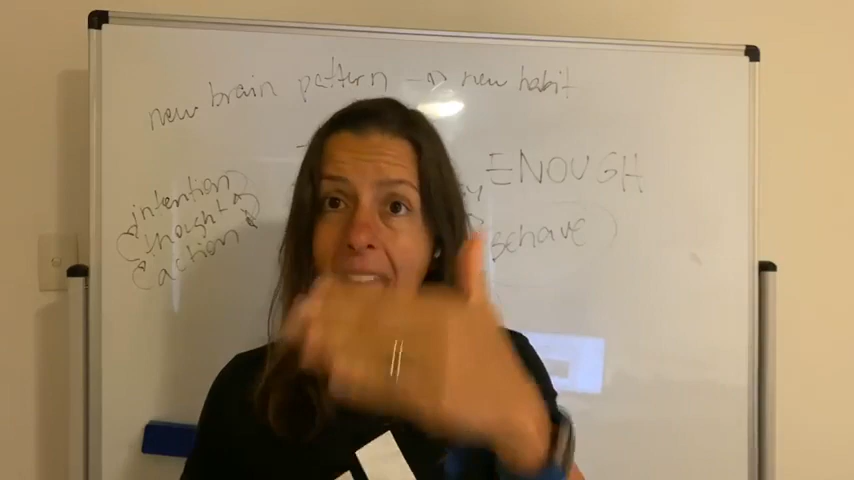 new brain pattern → new habit
ENOUGH
intention
thought
action
behave